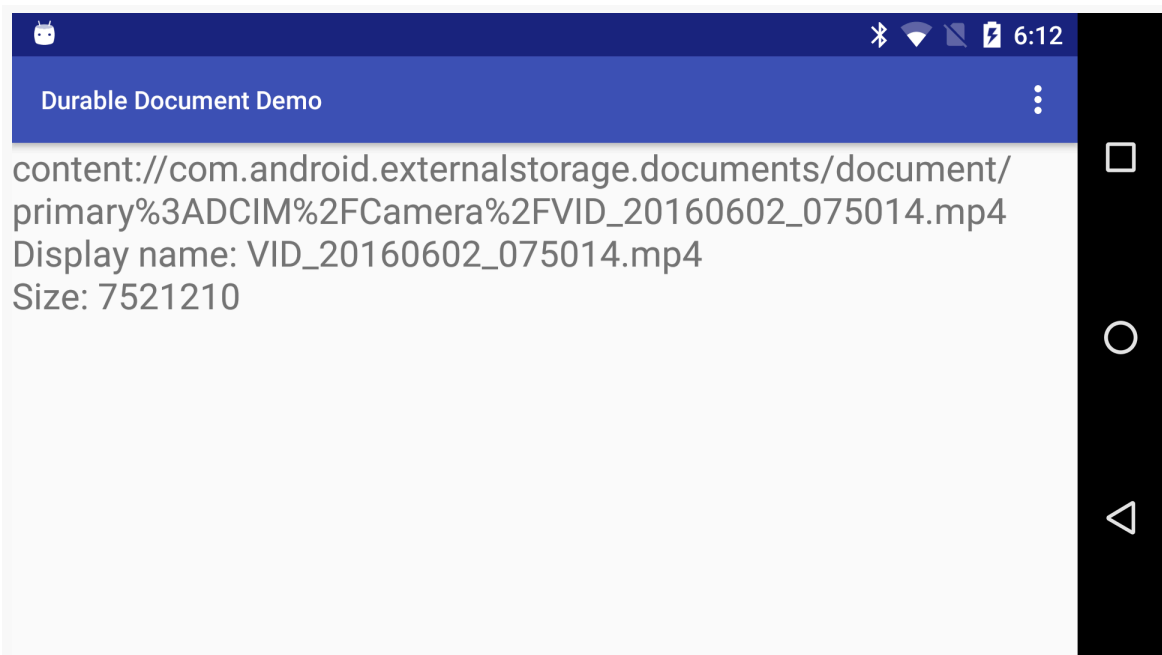 6:12
Durable Document Demo
content://com.android.externalstorage.documents/document/
primary%3ADCIM%2FCamera%2FVID_20160602_075014.mp4
Display name: VID_20160602_075014.mp4
Size: 7521210